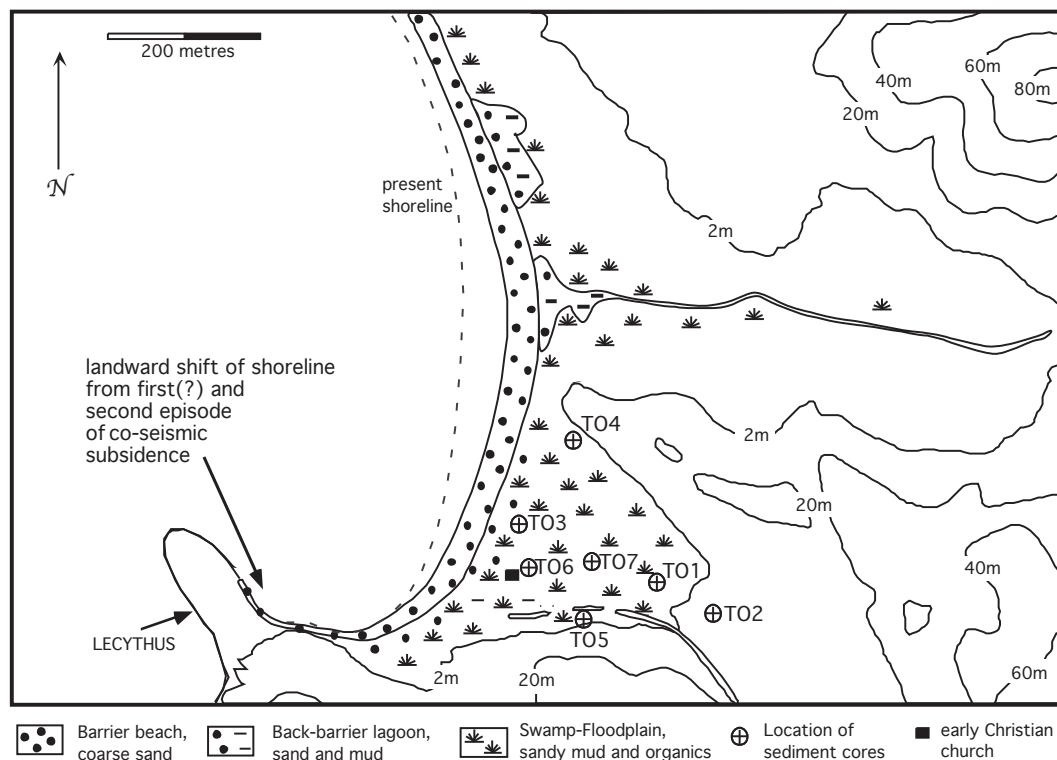 200 metres
N
present
shoreline
60m
40m
80m
20m
2m
landward shift of shoreline
from first(?) and
second episode
of co-seismic
subsidence
TO4
2m
20m
TO3
TO6
TO7
TO1
40m
TO2
TO5
LECYTHUS
2m
20m
60m
Barrier beach,
coarse sand
Back-barrier lagoon,
sand and mud
Swamp-Floodplain,
sandy mud and organics
Location of
sediment cores
early Christian
church